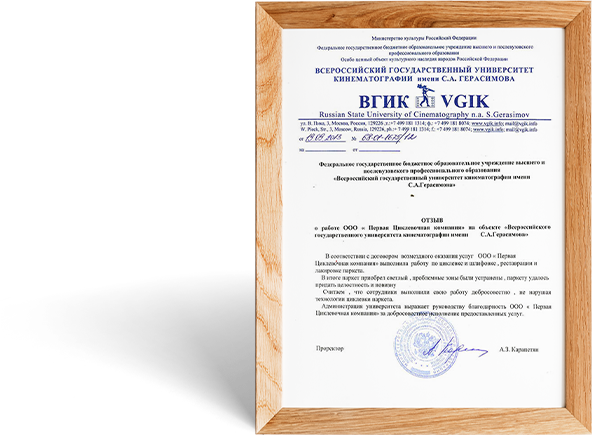 Министерство культуры Российской Федерации
Федеральное государственное бюджетное образовательное учреждение высшего и послевузовского
профессионального образования
Особо ценный объект культурного наследия народов Российской Федерации
ВСЕРОССИЙСКИЙ ГОСУДАРСТВЕННЫЙ УНИВЕРСИТЕТ
КИНЕМАТОГРАФИИ имени С.А. ГЕРАСИМОВА
ВГИК VGIK
Russian State University of Cinematography n.a. S.Gerasimov
ул. В. Пика, 3, Москва, Россия, 129226 ,т.:+7 499 181 1314; ф.: +7 499 181 8074; www.vgik.info; mail@vgik.info
W. Pieck, Str., 3, Moscow, Russia, 129226, ph.:+ 7 499 181 1314; f: +7 499 181 8074; www.vgik.info; mail@vgik.info
от №
на от
Федеральное государственное бюджетное образовательное учреждение высшего и
послевузовского профессионального образования
«Всероссийский государственный университет кинематографии имени
С.А.Герасимова»
ОТЗЫВ
о работе ООО « Первая Циклевочная компания» на объекте «Всероссийского
государственного университета кинематографии имени С.А.Герасимова»
В соответствии с договором возмездного оказания услуг ООО « Первая
Циклевочная компания» выполнила работу по циклевке и шлифовке , реставрации и
лакировке паркета.
В итоге паркет приобрел светлый , проблемные зоны были устранены , паркету удалось
придать целостность и новизну
Считаем , что сотрудники выполнили свою работу добросовестно , не нарушая
технологии циклевки паркета.
Администрация университета выражает руководству благодарность ООО « Первая
Циклевочная компания» за добросовестное исполнение предоставленных услуг.
Проректор А.З. Карапетян